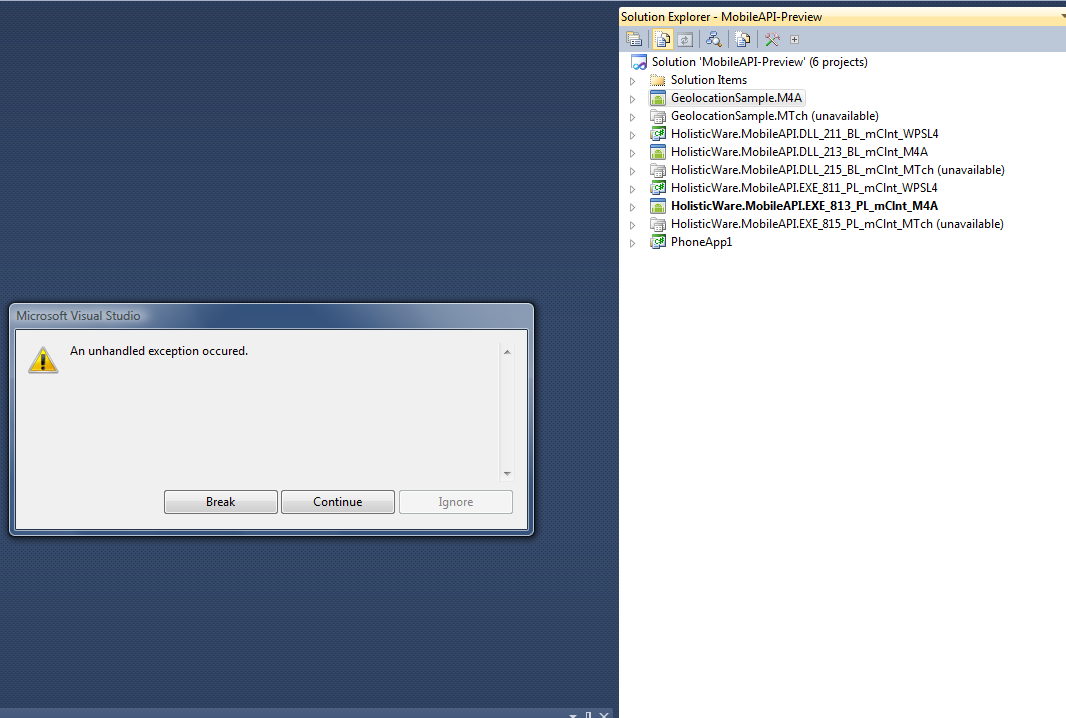 Solution Explorer - MobileAPI-Preview
Solution 'MobileAPI-Preview' (6 projects)
Solution Items
GeolocationSample.M4A
GeolocationSample.MTch (unavailable)
HolisticWare.MobileAPI.DLL_211_BL_mClnt_WPSL4
HolisticWare.MobileAPI.DLL_213_BL_mClnt_M4A
HolisticWare.MobileAPI.DLL_215_BL_mClnt_MTch (unavailable)
HolisticWare.MobileAPI.EXE_811_PL_mClnt_WPSL4
HolisticWare.MobileAPI.EXE_813_PL_mClnt_M4A
HolisticWare.MobileAPI.EXE_815_PL_mClnt_MTch (unavailable)
PhoneApp1
Microsoft Visual Studio
An unhandled exception occured.
Break Continue Ignore